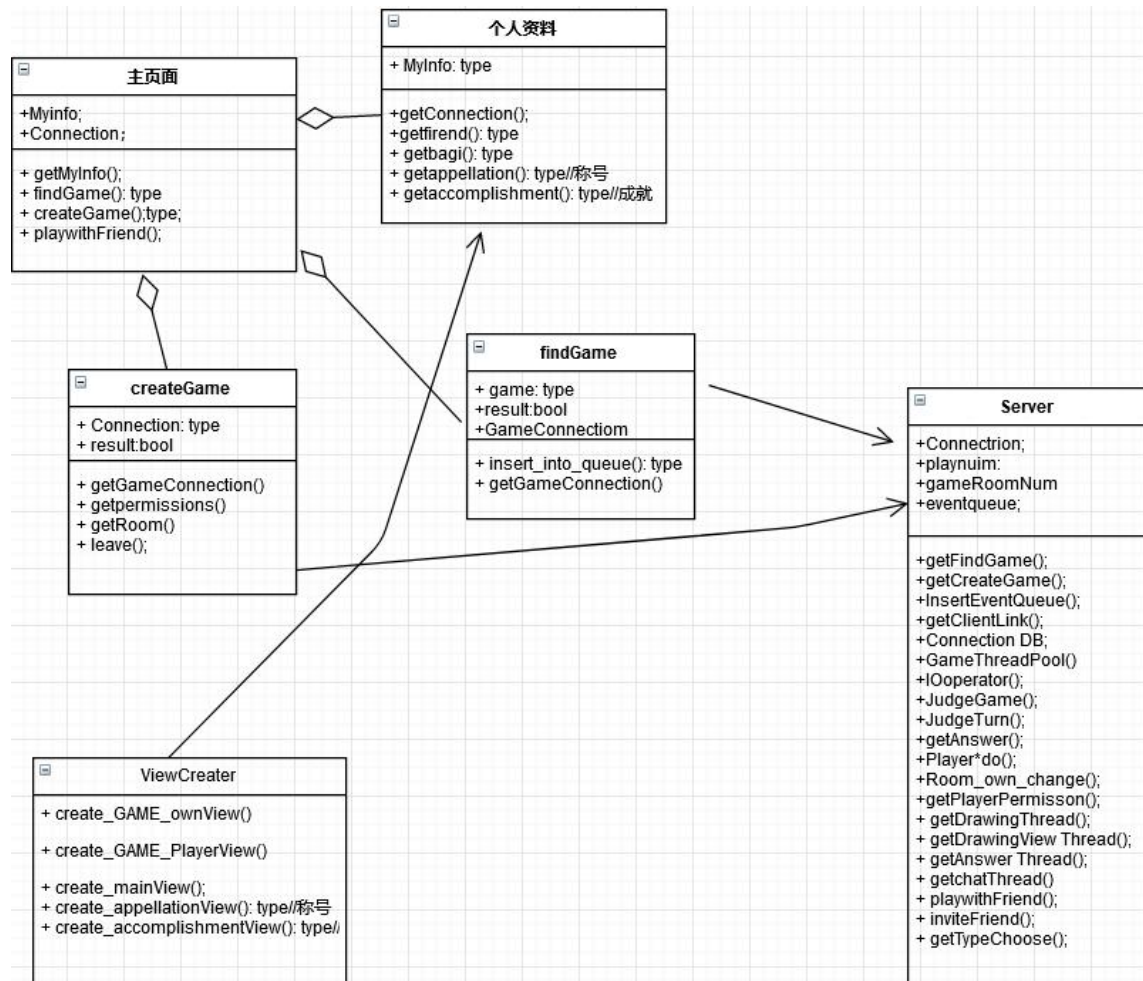 个人资料
+ MyInfo: type
+getConnection();
+getfirend(): type
+ getbagi(): type
+ getappellation(): type//称号
+ getaccomplishment(): type//成就
主页面
+Myinfo;
+Connection;
+ getMyInfo();
+ findGame(): type
+ createGame();type;
+ playwithFriend();
findGame
+ game: type
+result:bool
+GameConnectiom
+ insert_into_queue(): type
+ getGameConnection()
createGame
+ Connection: type
+ result:bool
+ getGameConnection()
+ getpermissions()
+ getRoom()
+ leave();
Server
+Connectrion;
+playnuim:
+gameRoomNum
+eventqueue;
+getFindGame();
+getCreateGame();
+InsertEventQueue();
+getClientLink();
+Connection DB;
+GameThreadPool()
+IOoperator();
+JudgeGame();
+JudgeTurn();
+getAnswer();
+Player*do();
+Room_own_change();
+getPlayerPermisson();
+ getDrawingThread();
+ getDrawingView Thread();
+ getAnswer Thread();
+ getchatThread()
+ playwithFriend();
+ inviteFriend();
+ getTypeChoose();
ViewCreater
+ create_GAME_ownView()
+ create_GAME_PlayerView()
+ create_mainView();
+ create_appellationView(): type//称号
+ create_accomplishmentView(): type//